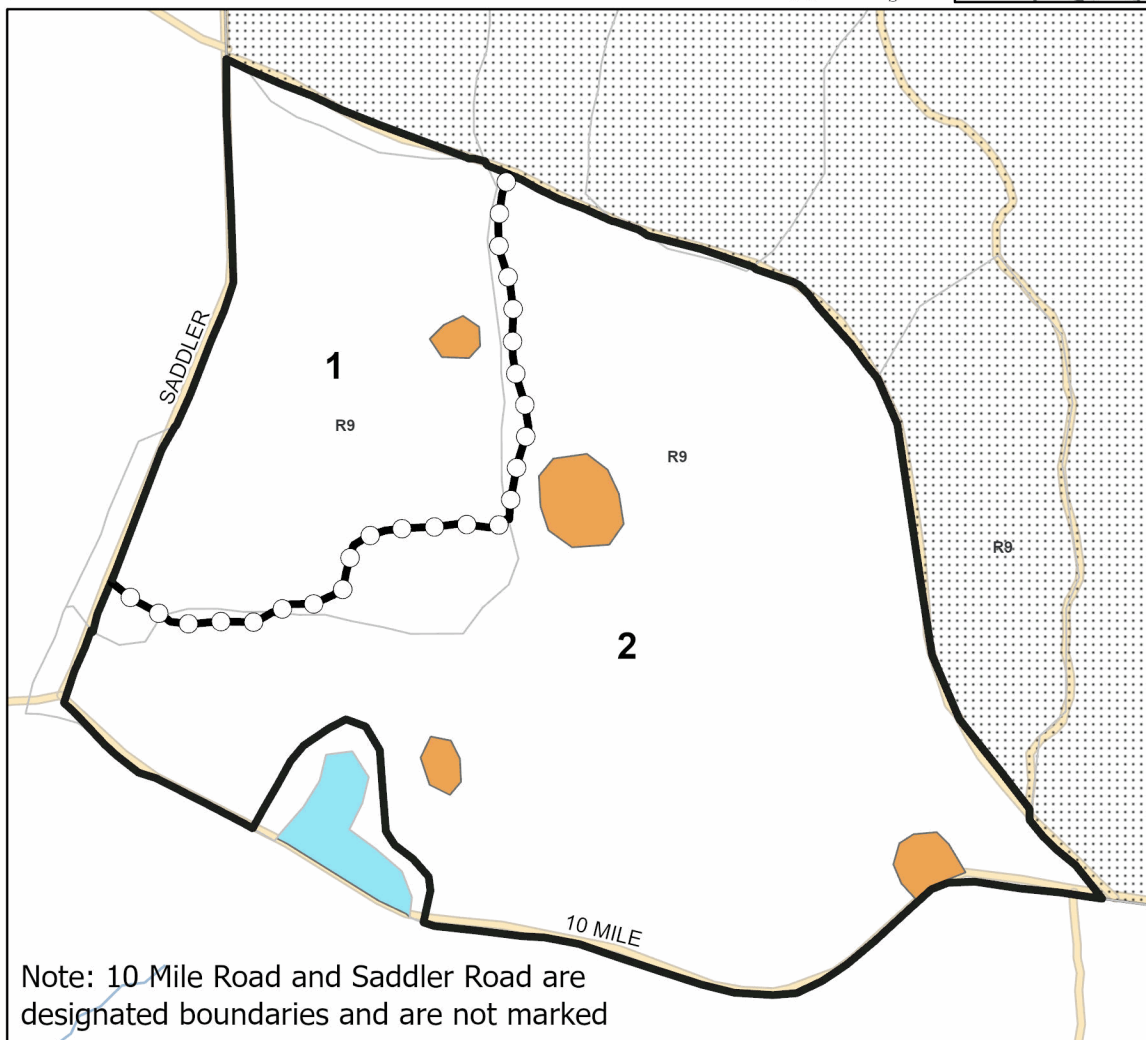 SADDLER
1
R9
R9
R9
2
10 MILE
Note: 10 Mile Road and Saddler Road are
designated boundaries and are not marked